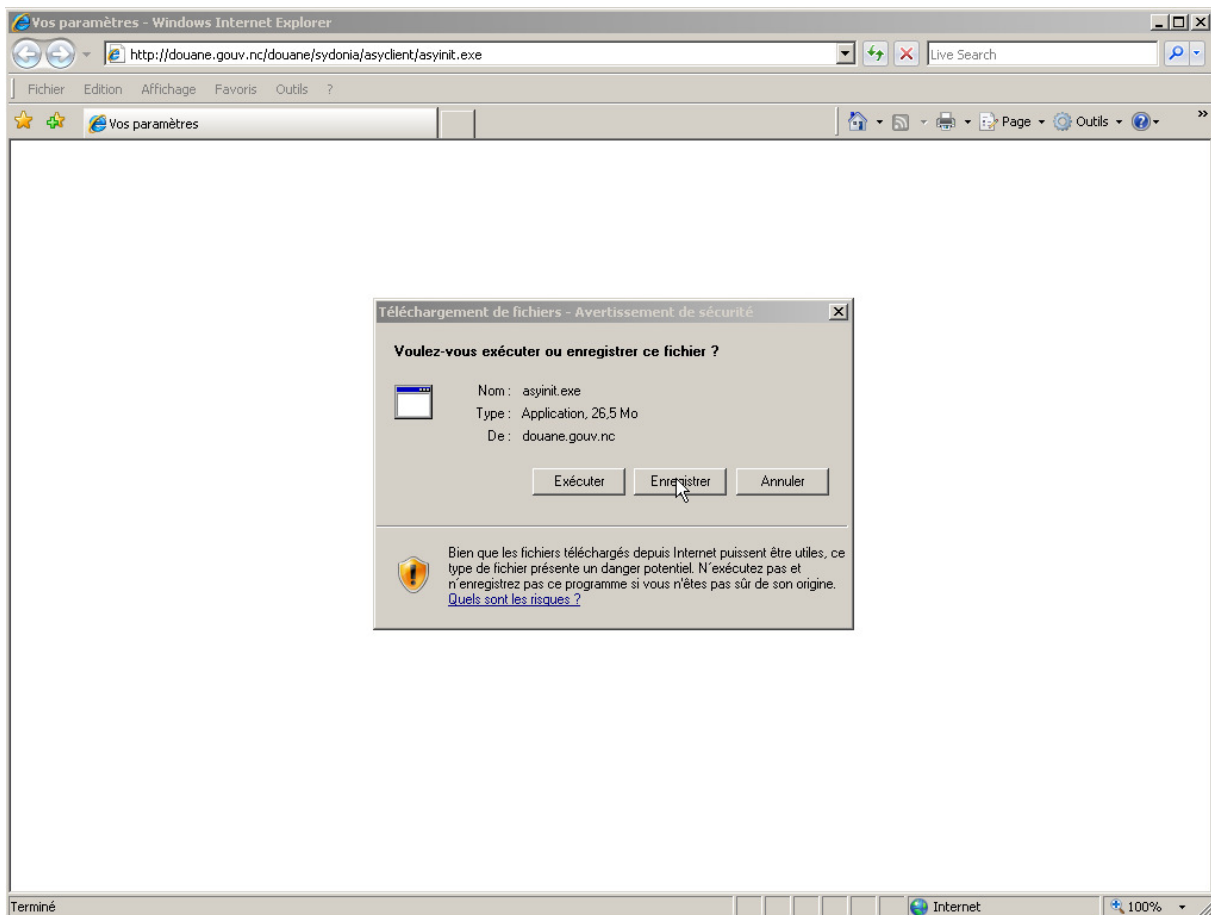 Vos paramètres - Windows Internet Explorer
http://douane.gouv.nc/douane/sydonia/asyclient/asyinit.exe
Live Search
Fichier Edition Affichage Favoris Outils ?
Vos paramètres
Page Outils
Téléchargement de fichiers - Avertissement de sécurité
Voulez-vous exécuter ou enregistrer ce fichier ?
Nom : asyinit.exe
Type : Application, 26,5 Mo
De : douane.gouv.nc
Exécuter Enregistrer Annuler
Bien que les fichiers téléchargés depuis Internet puissent être utiles, ce
type de fichier présente un danger potentiel. N´exécutez pas et
n´enregistrez pas ce programme si vous n'êtes pas sûr de son origine.
Quels sont les risques ?
Terminé
Internet
100%